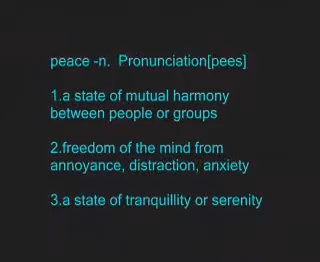 peace -n.  Pronunciation[pees]
1.a state of mutual harmony
between people or groups
2.freedom of the mind from
annoyance, distraction, anxiety
3.a state of tranquillity or serenity